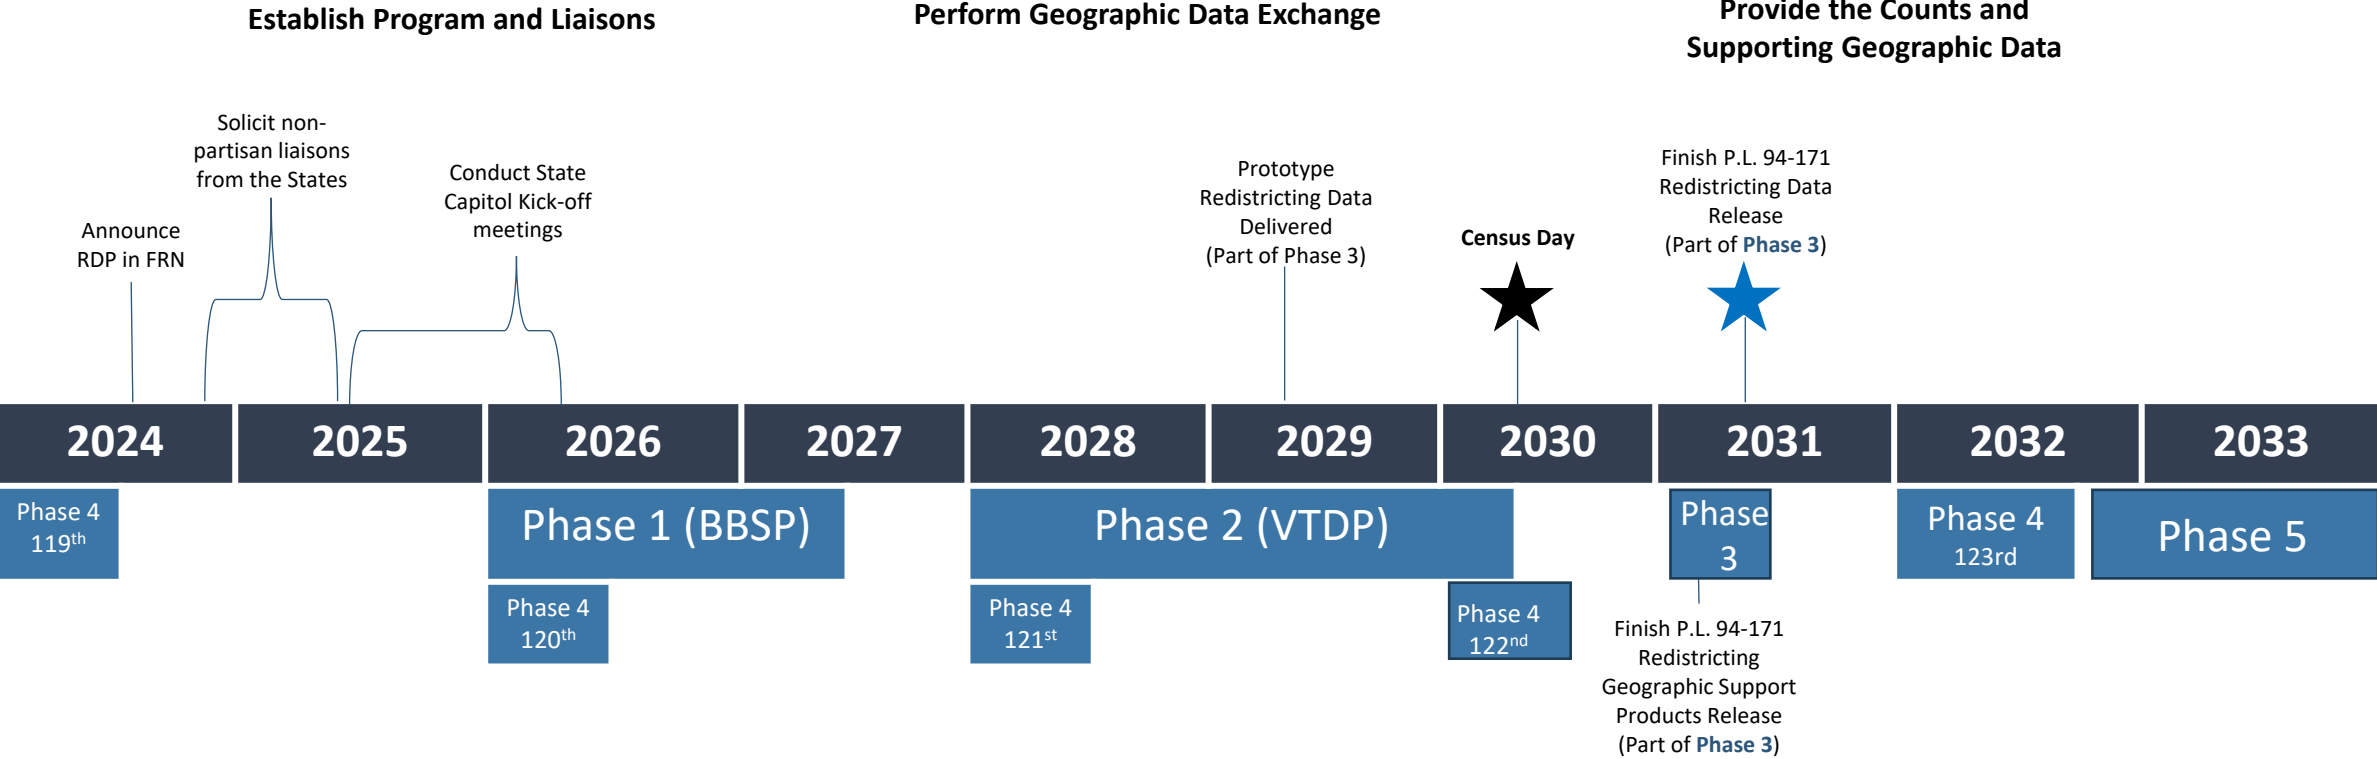 Establish Program and Liaisons
Perform Geographic Data Exchange
Provide the Counts and
Supporting Geographic Data
Announce
RDP in FRN
Solicit non-
partisan liaisons
from the States
Conduct State
Capitol Kick-off
meetings
Prototype
Redistricting Data
Delivered
(Part of Phase 3)
Census Day
Finish P.L. 94-171
Redistricting Data
Release
(Part of Phase 3)
2024
2025
2026
2027
2028
2029
2030
2031
2032
2033
Phase 4
119th
Phase 1 (BBSP)
Phase 2 (VTDP)
Phase
3
Phase 4
123rd
Phase 5
Phase 4
120th
Phase 4
121st
Phase 4
122nd
Finish P.L. 94-171
Redistricting
Geographic Support
Products Release
(Part of Phase 3)